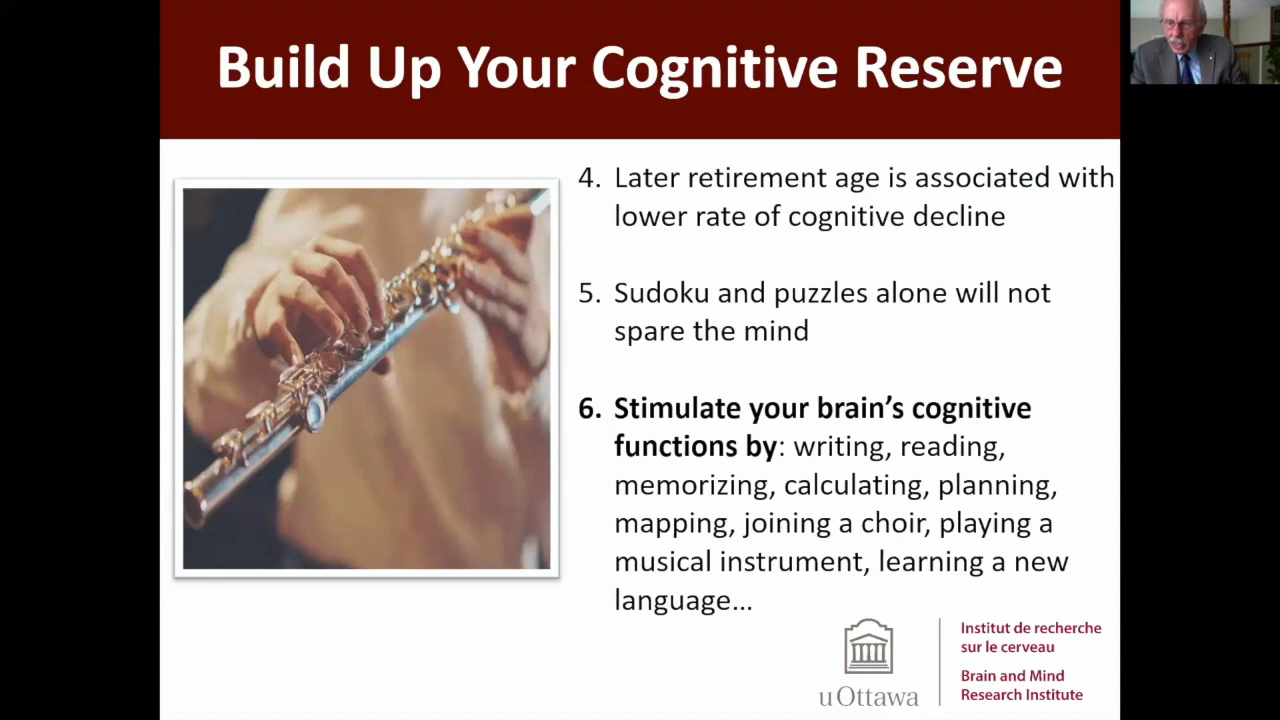 Build Up Your Cognitive Reserve
4. Later retirement age is associated with
lower rate of cognitive decline
5. Sudoku and puzzles alone will not
spare the mind
6. Stimulate your brain’s cognitive
functions by: writing, reading,
memorizing, calculating, planning,
mapping, joining a choir, playing a
musical instrument, learning a new
language…
uOttawa
Institut de recherche
sur le cerveau
Brain and Mind
Research Institute